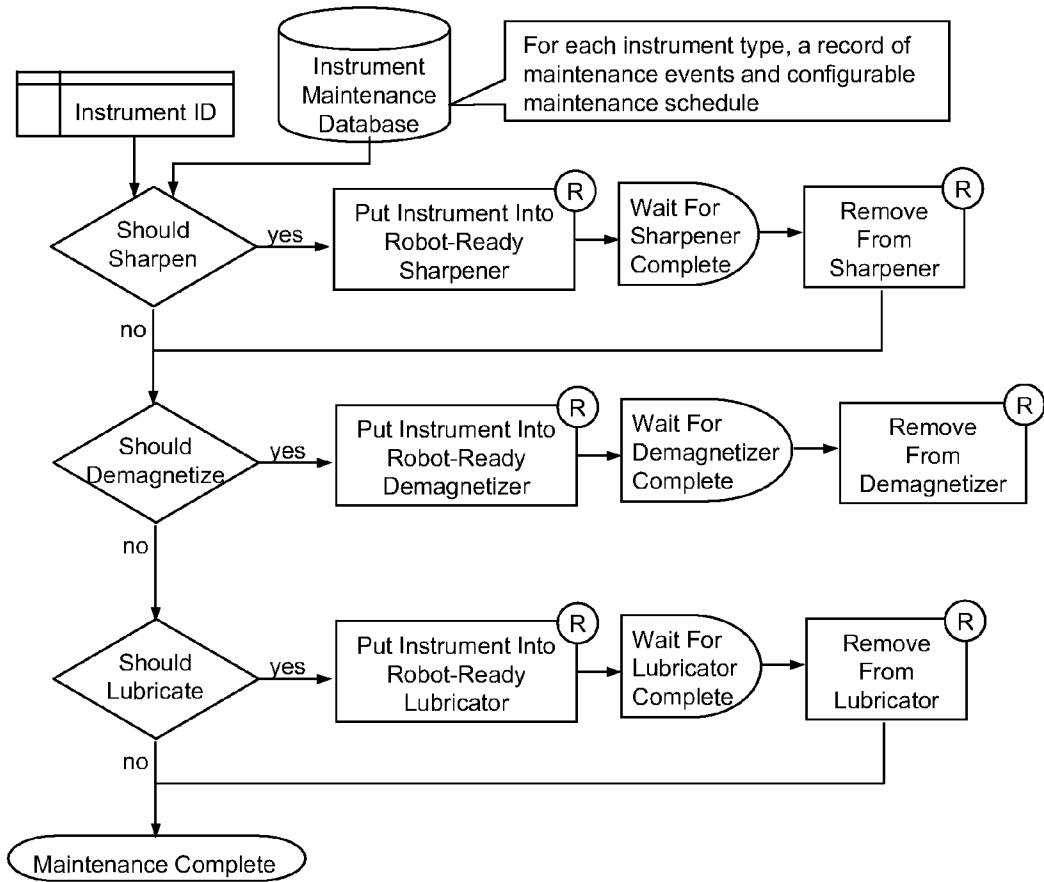 Instrument ID
Instrument
Maintenance
Database
For each instrument type, a record of
maintenance events and configurable
maintenance schedule
Should
Sharpen
yes
no
Put Instrument Into
Robot-Ready
Sharpener
R
Wait For
Sharpener
Complete
Remove
From
Sharpener
R
Should
Demagnetize
yes
no
Put Instrument Into
Robot-Ready
Demagnetizer
R
Wait For
Demagnetizer
Complete
Remove
From
Demagnetizer
R
Should
Lubricate
yes
no
Put Instrument Into
Robot-Ready
Lubricator
R
Wait For
Lubricator
Complete
Remove
From
Lubricator
R
Maintenance Complete